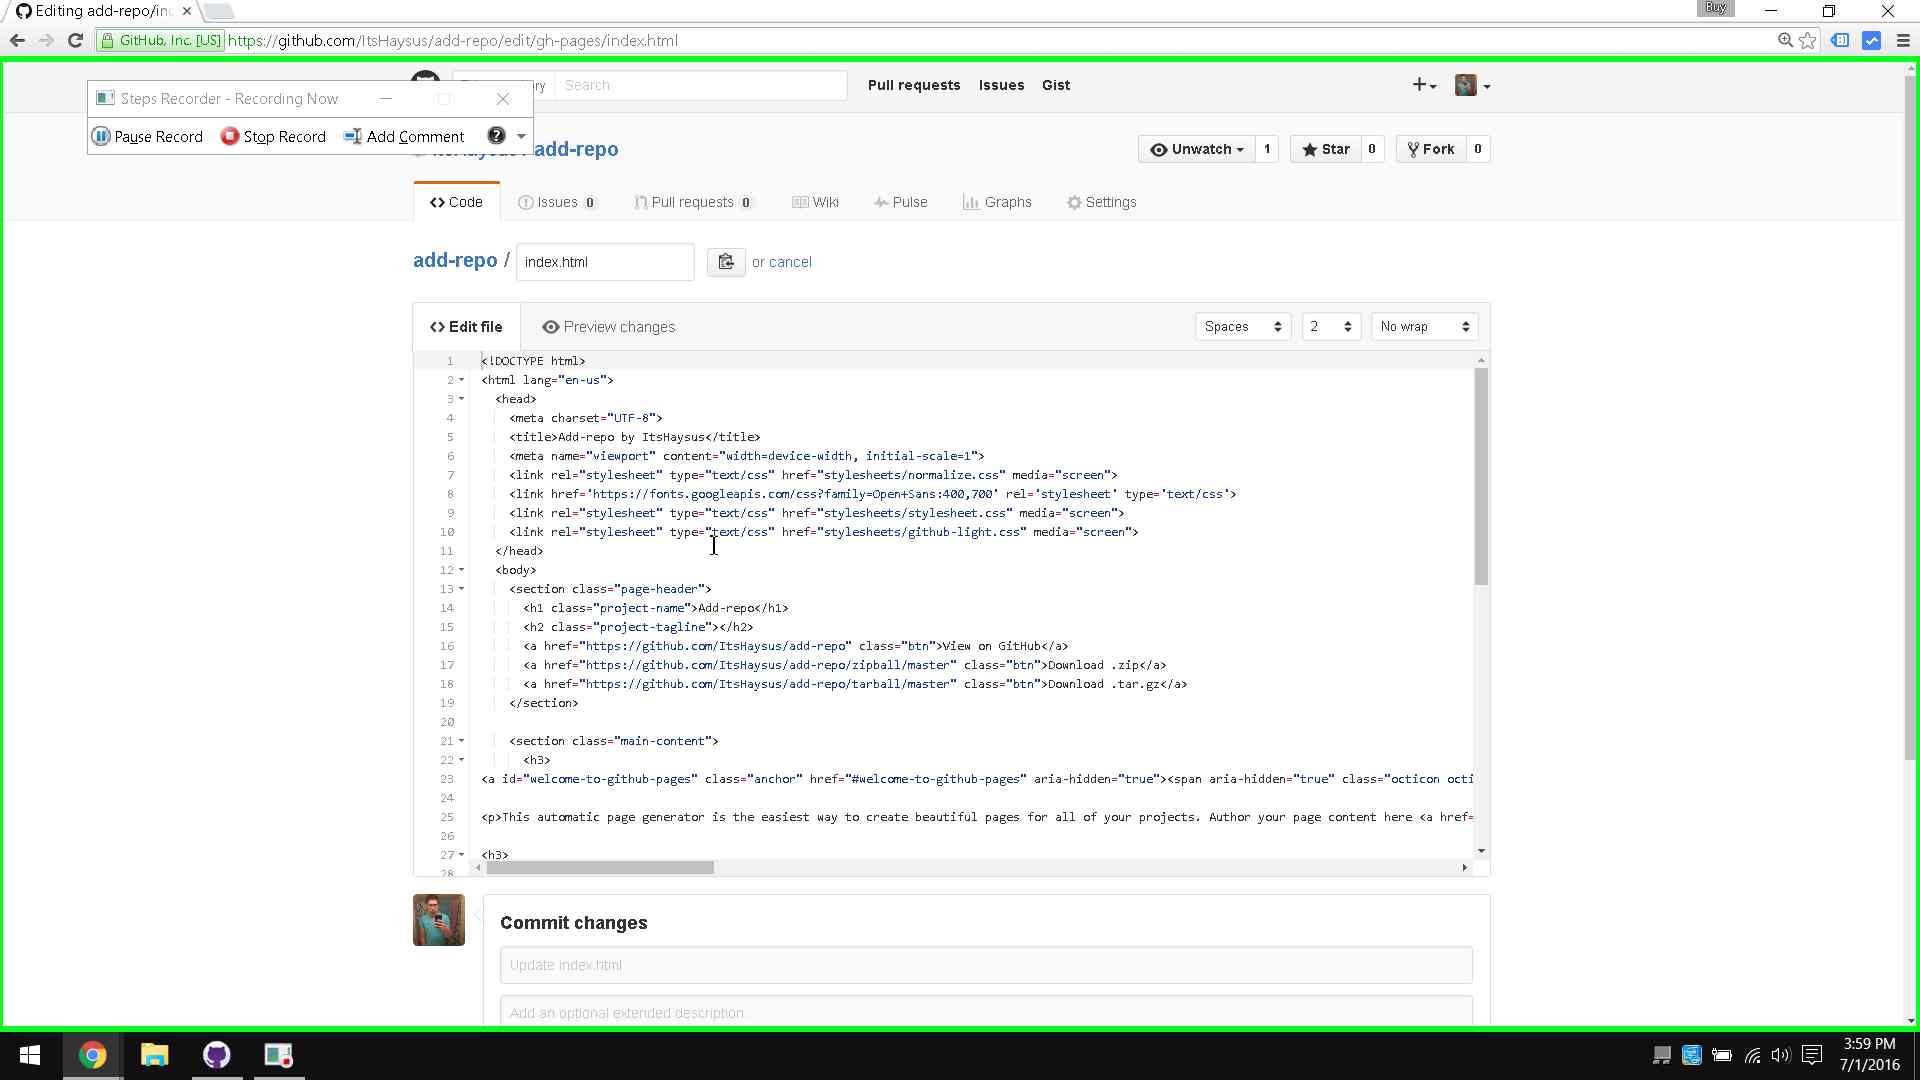 Editing add-repo/in
Buy
GitHub, Inc. [US] https://github.com/ItsHaysus/add-repo/edit/gh-pages/index.html
Search
Pull requests
Issues
Gist
Steps Recorder - Recording Now
Pause Record
Stop Record
Add Comment
add-repo
Unwatch 1
Star 0
Fork 0
Code
Issues 0
Pull requests 0
Wiki
Pulse
Graphs
Settings
add-repo / index.html or cancel
Edit file
Preview changes
Spaces
2
No wrap
1 <!DOCTYPE html>
2 <html lang="en-us">
3 <head>
4 <meta charset="UTF-8">
5 <title>Add-repo by ItsHaysus</title>
6 <meta name="viewport" content="width=device-width, initial-scale=1">
7 <link rel="stylesheet" type="text/css" href="stylesheets/normalize.css" media="screen">
8 <link href='https://fonts.googleapis.com/css?family=Open+Sans:400,700' rel='stylesheet' type='text/css'>
9 <link rel="stylesheet" type="text/css" href="stylesheets/stylesheet.css" media="screen">
10 <link rel="stylesheet" type="text/css" href="stylesheets/github-light.css" media="screen">
11 </head>
12 <body>
13 <section class="page-header">
14 <h1 class="project-name">Add-repo</h1>
15 <h2 class="project-tagline"></h2>
16 <a href="https://github.com/ItsHaysus/add-repo" class="btn">View on GitHub</a>
17 <a href="https://github.com/ItsHaysus/add-repo/zipball/master" class="btn">Download .zip</a>
18 <a href="https://github.com/ItsHaysus/add-repo/tarball/master" class="btn">Download .tar.gz</a>
19 </section>
20
21 <section class="main-content">
22 <h3>
23 <a id="welcome-to-github-pages" class="anchor" href="#welcome-to-github-pages" aria-hidden="true"><span aria-hidden="true" class="octicon octi
24
25 <p>This automatic page generator is the easiest way to create beautiful pages for all of your projects. Author your page content here <a href=
26
27 <h3>
28
Commit changes
Update index.html
Add an optional extended description
3:59 PM
7/1/2016